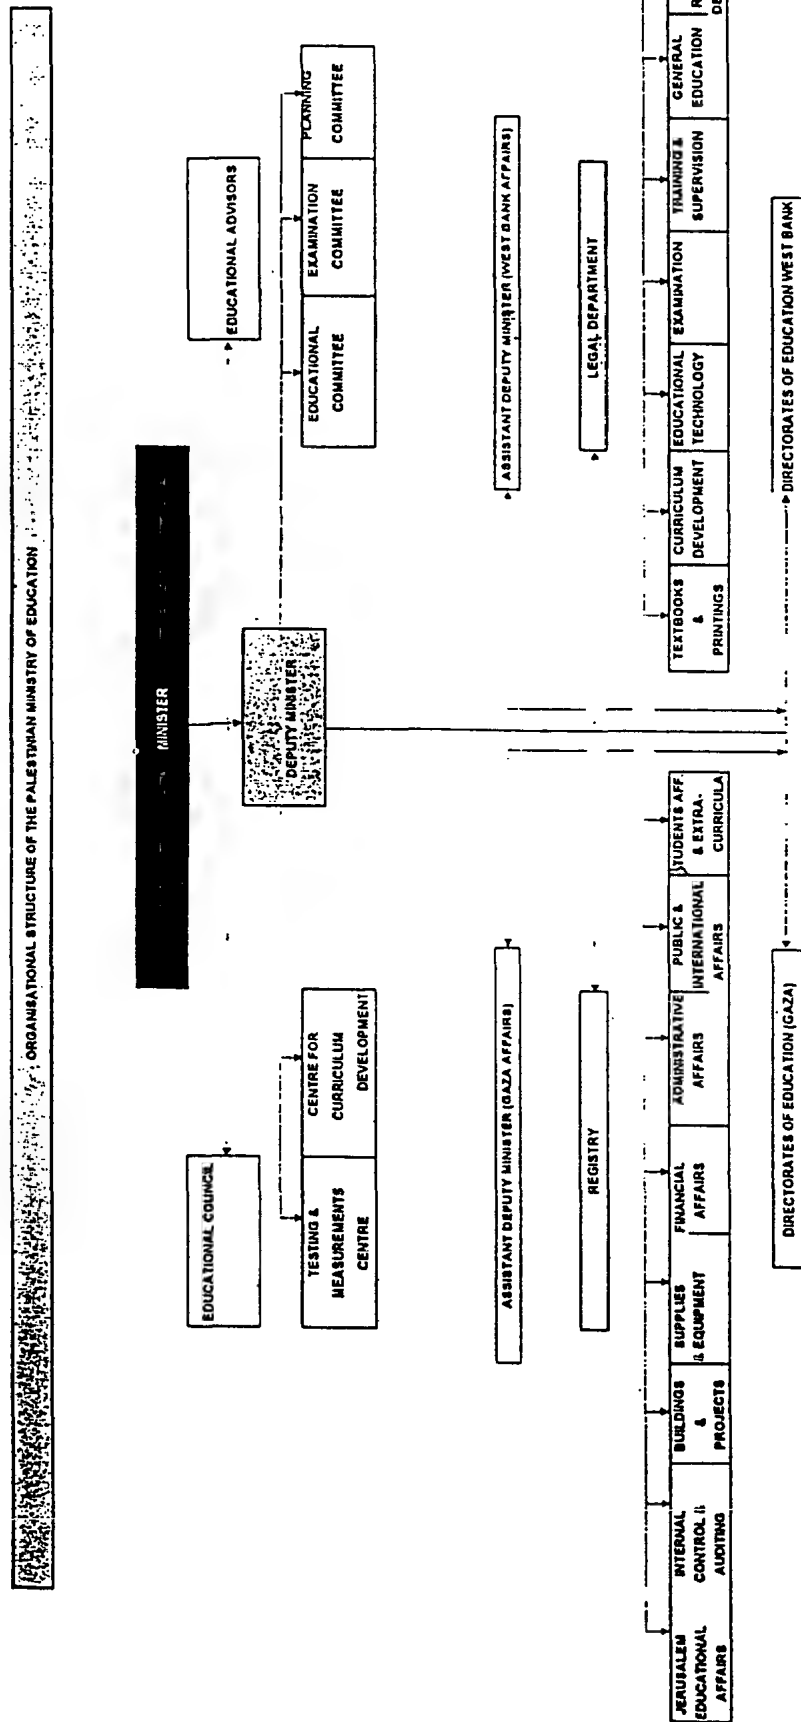 ORGANISATIONAL STRUCTURE OF THE PALESTINIAN MINISTRY OF EDUCATION
MINISTER
EDUCATIONAL COUNCIL
EDUCATIONAL ADVISORS
DEPUTY MINISTER
TESTING &
MEASUREMENTS
CENTRE
CENTRE FOR
CURRICULUM
DEVELOPMENT
EDUCATIONAL
COMMITTEE
EXAMINATION
COMMITTEE
PLANNING
COMMITTEE
ASSISTANT DEPUTY MINISTER (GAZA AFFAIRS)
ASSISTANT DEPUTY MINISTER (WEST BANK AFFAIRS)
REGISTRY
LEGAL DEPARTMENT
JERUSALEM
EDUCATIONAL
AFFAIRS
INTERNAL
CONTROL &
AUDITING
BUILDINGS
&
PROJECTS
SUPPLIES
& EQUIPMENT
FINANCIAL
AFFAIRS
ADMINISTRATIVE
AFFAIRS
PUBLIC &
INTERNATIONAL
AFFAIRS
STUDENTS AFF.
& EXTRA-
CURRICULA
TEXTBOOKS
&
PRINTINGS
CURRICULUM
DEVELOPMENT
EDUCATIONAL
TECHNOLOGY
EXAMINATION
TRAINING &
SUPERVISION
GENERAL
EDUCATION
DIRECTORATES OF EDUCATION (GAZA)
DIRECTORATES OF EDUCATION WEST BANK